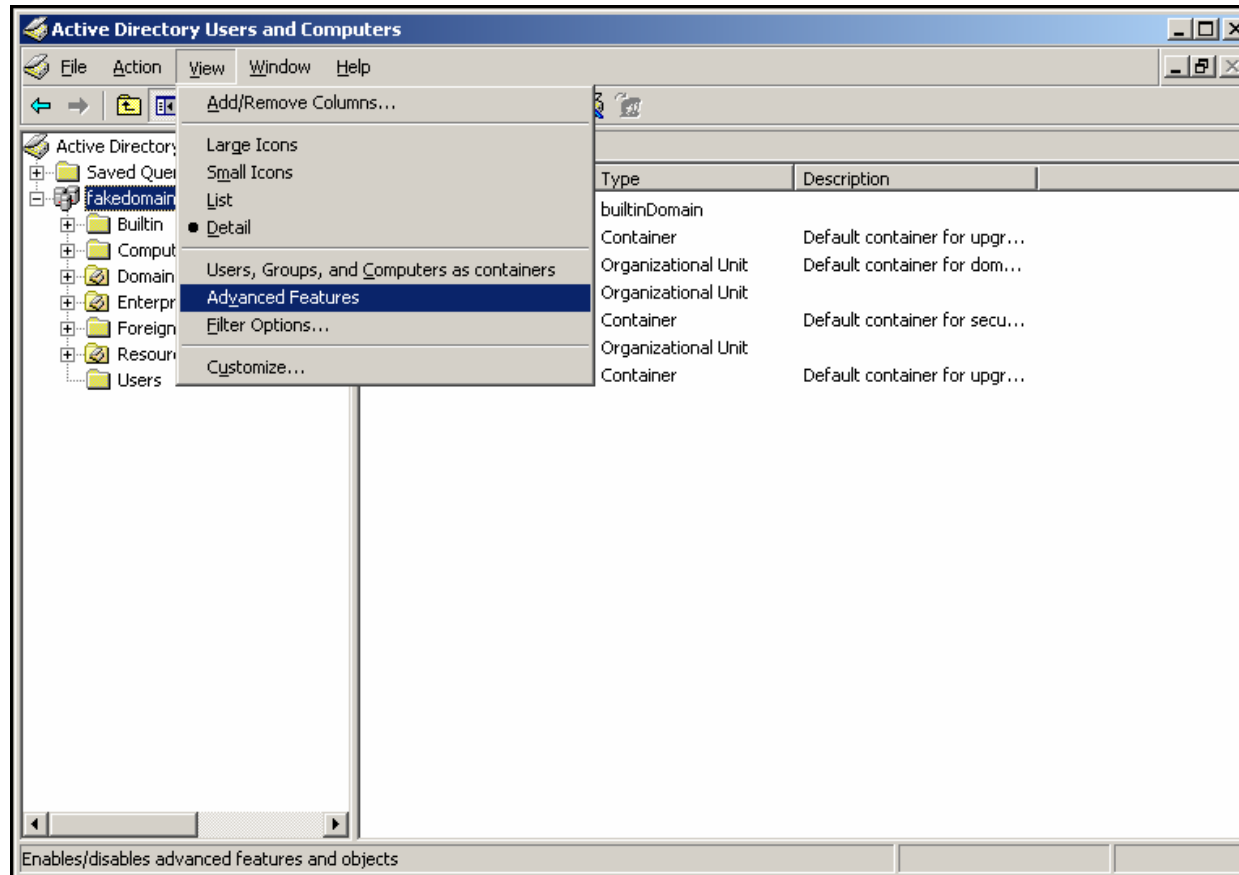 Active Directory Users and Computers
File Action View Window Help
Add/Remove Columns...
Large Icons
Small Icons
List
Detail
Users, Groups, and Computers as containers
Advanced Features
Filter Options...
Customize...
Active Directory
Saved Quer
fakedomain
Builtin
Comput
Domain
Enterpr
Foreign
Resour
Users
Type Description
builtinDomain
Container Default container for upgr...
Organizational Unit Default container for dom...
Organizational Unit
Container Default container for secu...
Organizational Unit
Container Default container for upgr...
Enables/disables advanced features and objects